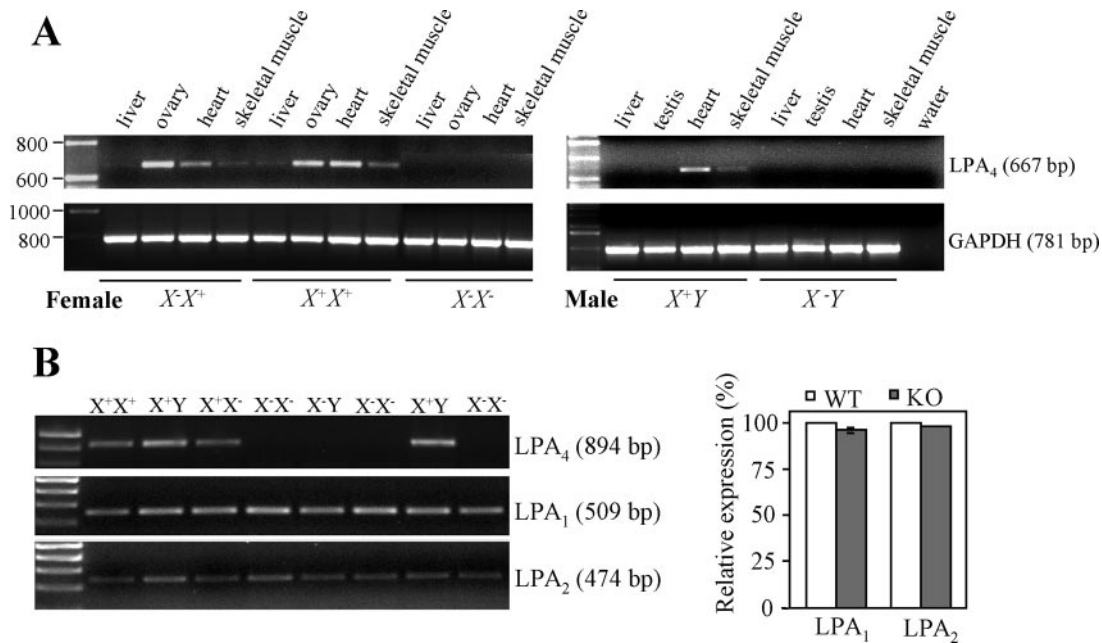 A
liver ovary heart skeletal muscle liver ovary heart skeletal muscle liver ovary heart skeletal muscle
liver testis heart skeletal muscle liver testis heart skeletal muscle water
800
600
LPA₄ (667 bp)
1000
800
GAPDH (781 bp)
Female X⁻X⁺ X⁺X⁺ X⁻X⁻
Male X⁺Y X⁻Y
B
X⁺X⁺ X⁺Y X⁺X⁻ X⁻X⁻ X⁻Y X⁻X⁻ X⁺Y X⁻X⁻
LPA₄ (894 bp)
LPA₁ (509 bp)
LPA₂ (474 bp)
Relative expression (%)
WT KO
100
75
50
25
0
LPA₁ LPA₂